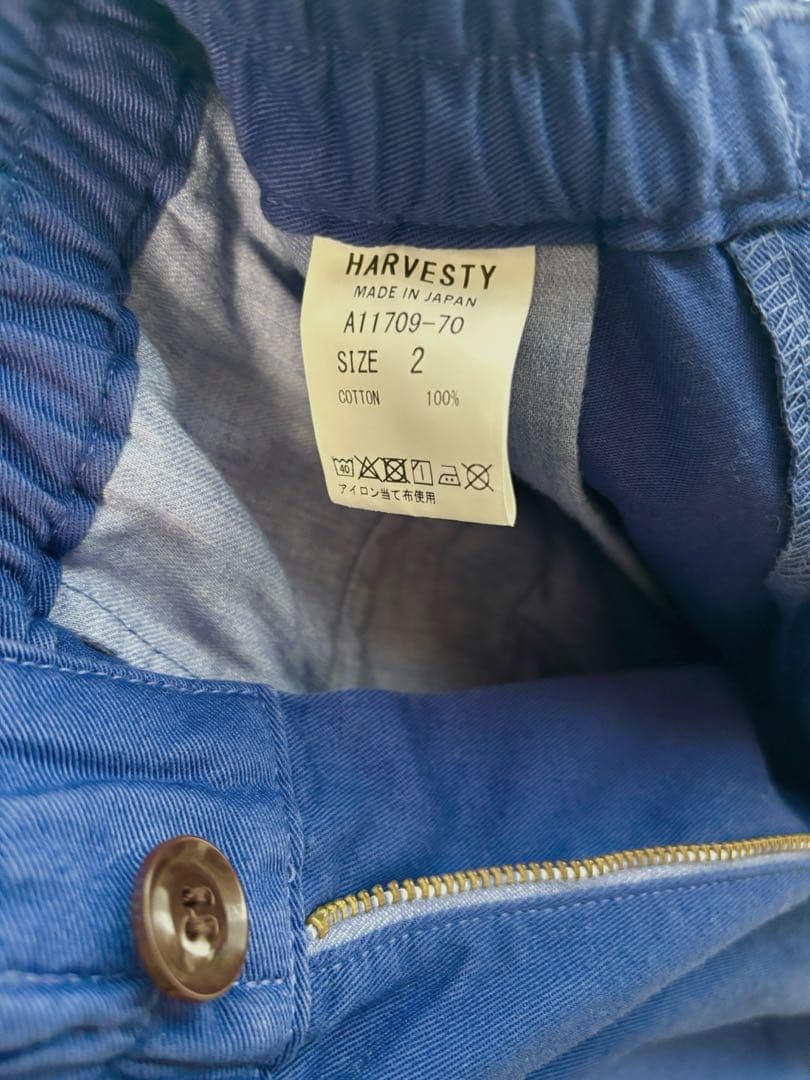 HARVESTY
MADE IN JAPAN
A11709-70
SIZE 2
COTTON 100%
40
アイロン当て布使用